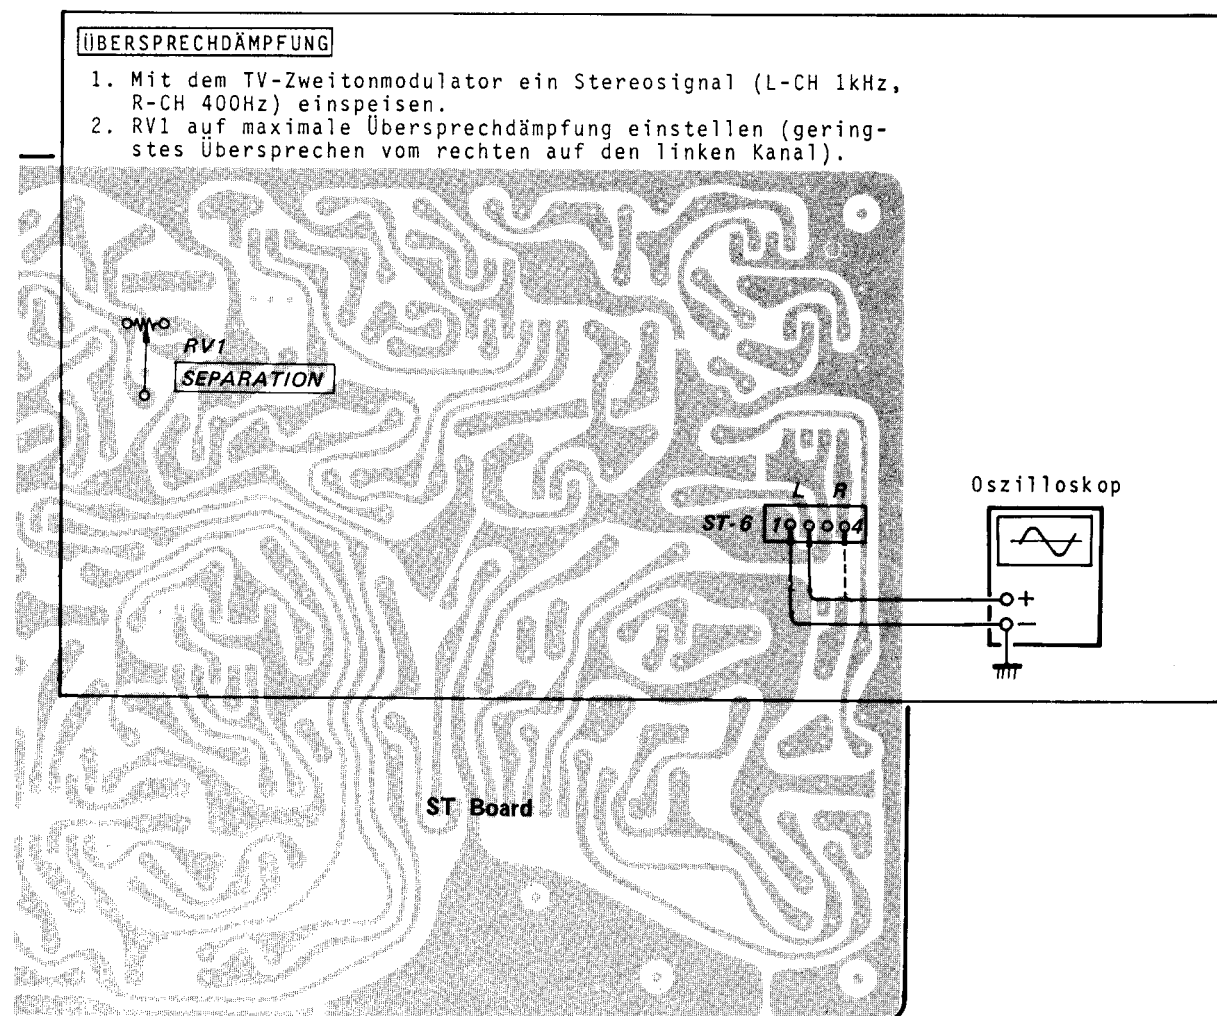 ÜBERSPRECHDÄMPFUNG
1. Mit dem TV-Zweitonmodulator ein Stereosignal (L-CH 1kHz,
R-CH 400Hz) einspeisen.
2. RV1 auf maximale Übersprechdämpfung einstellen (gering-
stes Übersprechen vom rechten auf den linken Kanal).
RV1
SEPARATION
L R
ST-6 1 4
Oszilloskop
+
−
ST Board